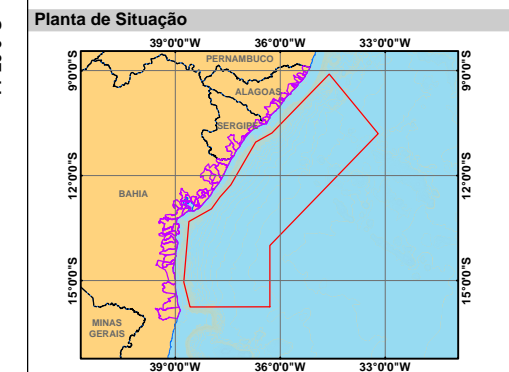 Planta de Situação
39°0'0"W 36°0'0"W 33°0'0"W
9°0'0"S
9°0'0"S
PERNAMBUCO
ALAGOAS
SERGIPE
12°0'0"S
12°0'0"S
BAHIA
15°0'0"S
15°0'0"S
MINAS
GERAIS
39°0'0"W 36°0'0"W 33°0'0"W